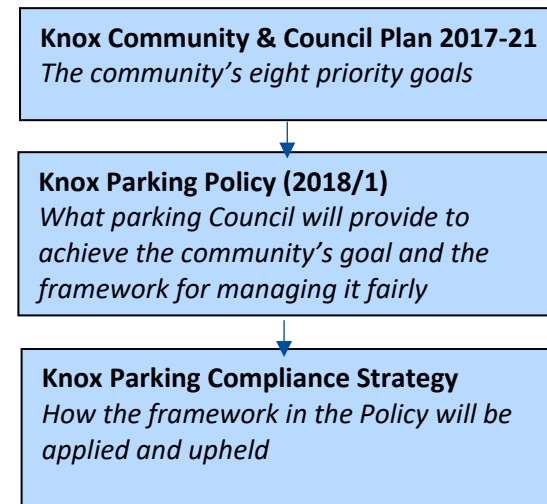 Knox Community & Council Plan 2017-21
The community’s eight priority goals
Knox Parking Policy (2018/1)
What parking Council will provide to
achieve the community’s goal and the
framework for managing it fairly
Knox Parking Compliance Strategy
How the framework in the Policy will be
applied and upheld